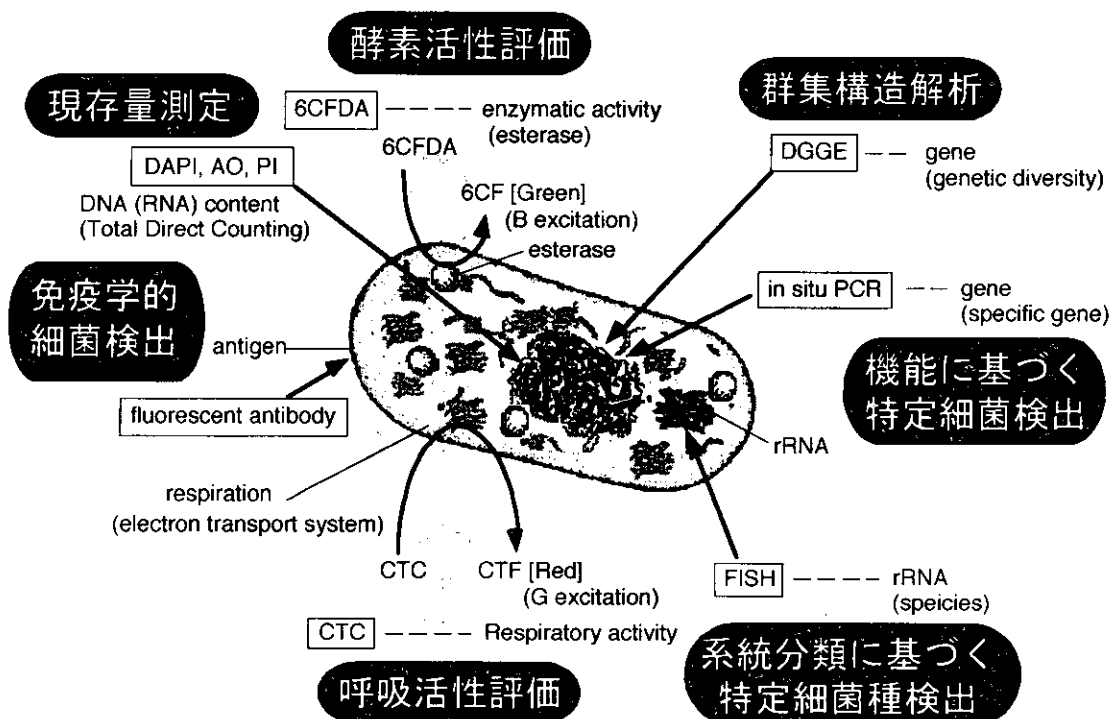 酵素活性評価
現存量測定
群集構造解析
6CFDA
enzymatic activity
(esterase)
6CFDA
DAPI, AO, PI
DGGE
gene
(genetic diversity)
DNA (RNA) content
(Total Direct Counting)
6CF [Green]
(B excitation)
esterase
免疫学的
細菌検出
in situ PCR
gene
(specific gene)
antigen
機能に基づく
特定細菌検出
fluorescent antibody
rRNA
respiration
(electron transport system)
CTC
CTF [Red]
(G excitation)
FISH
rRNA
(speicies)
CTC
Respiratory activity
系統分類に基づく
特定細菌種検出
呼吸活性評価